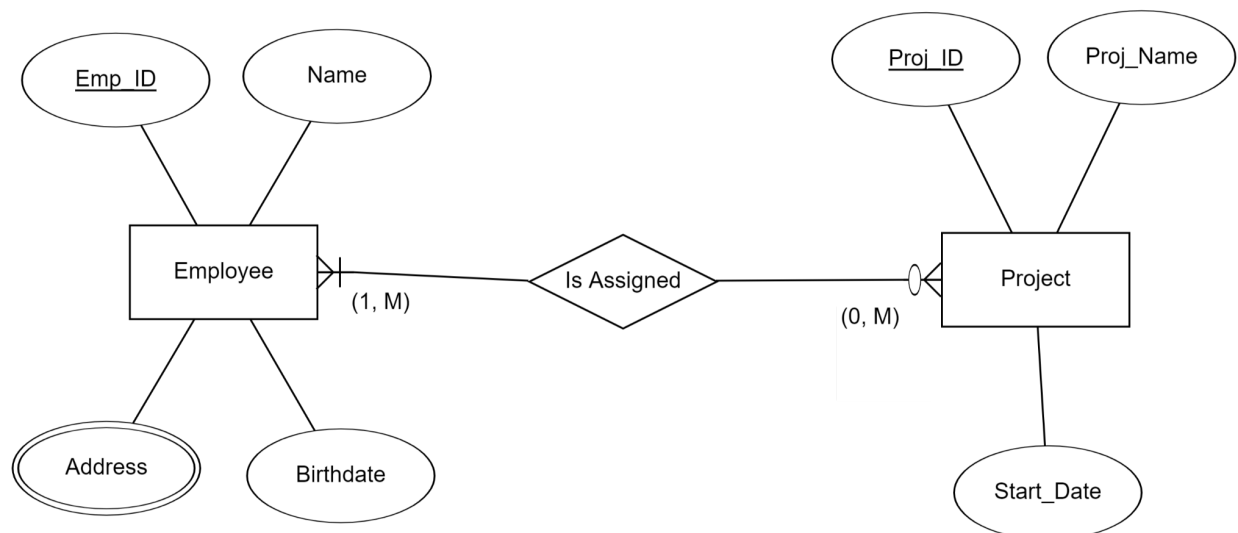 Emp_ID
Name
Proj_ID
Proj_Name
Employee
(1, M)
Is Assigned
(0, M)
Project
Address
Birthdate
Start_Date